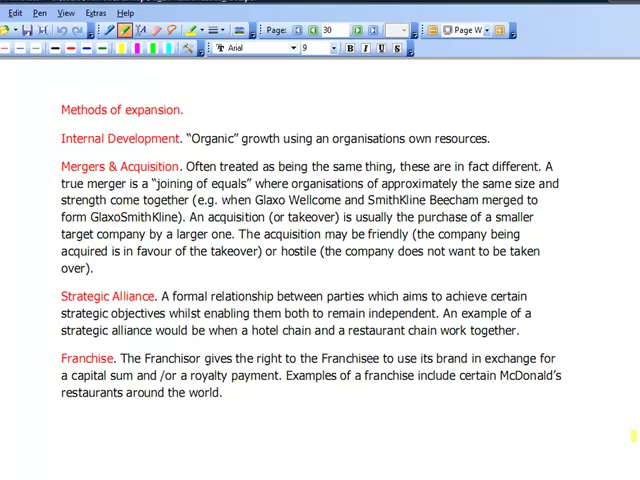 Edit Pen View Extras Help
Page: 30 Page W
Arial 9 B I U S
Methods of expansion.
Internal Development. “Organic” growth using an organisations own resources.
Mergers & Acquisition. Often treated as being the same thing, these are in fact different. A
true merger is a “joining of equals” where organisations of approximately the same size and
strength come together (e.g. when Glaxo Wellcome and SmithKline Beecham merged to
form GlaxoSmithKline). An acquisition (or takeover) is usually the purchase of a smaller
target company by a larger one. The acquisition may be friendly (the company being
acquired is in favour of the takeover) or hostile (the company does not want to be taken
over).
Strategic Alliance. A formal relationship between parties which aims to achieve certain
strategic objectives whilst enabling them both to remain independent. An example of a
strategic alliance would be when a hotel chain and a restaurant chain work together.
Franchise. The Franchisor gives the right to the Franchisee to use its brand in exchange for
a capital sum and /or a royalty payment. Examples of a franchise include certain McDonald’s
restaurants around the world.